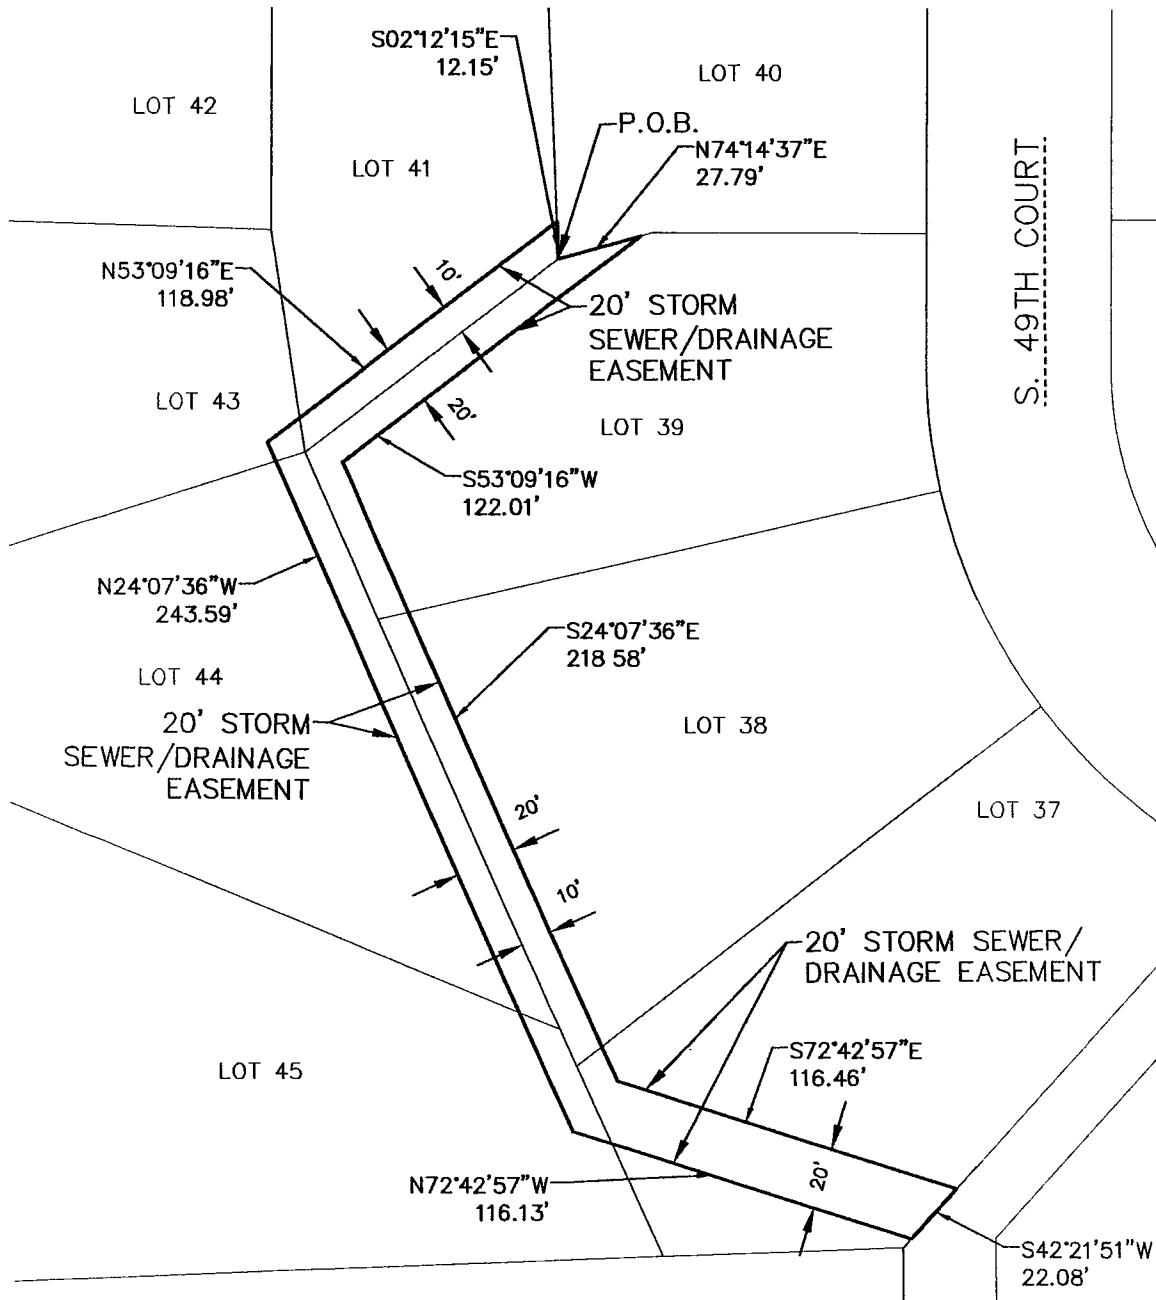 S02°12'15"E
12.15'
LOT 40
LOT 42
P.O.B.
N74°14'37"E
27.79'
LOT 41
S. 49TH COURT
N53°09'16"E
118.98'
10'
20' STORM
SEWER/DRAINAGE
EASEMENT
LOT 43
20'
LOT 39
S53°09'16"W
122.01'
N24°07'36"W
243.59'
S24°07'36"E
218 58'
LOT 44
20' STORM
SEWER/DRAINAGE
EASEMENT
LOT 38
20'
LOT 37
10'
20' STORM SEWER/
DRAINAGE EASEMENT
LOT 45
S72°42'57"E
116.46'
20'
N72°42'57"W
116.13'
S42°21'51"W
22.08'